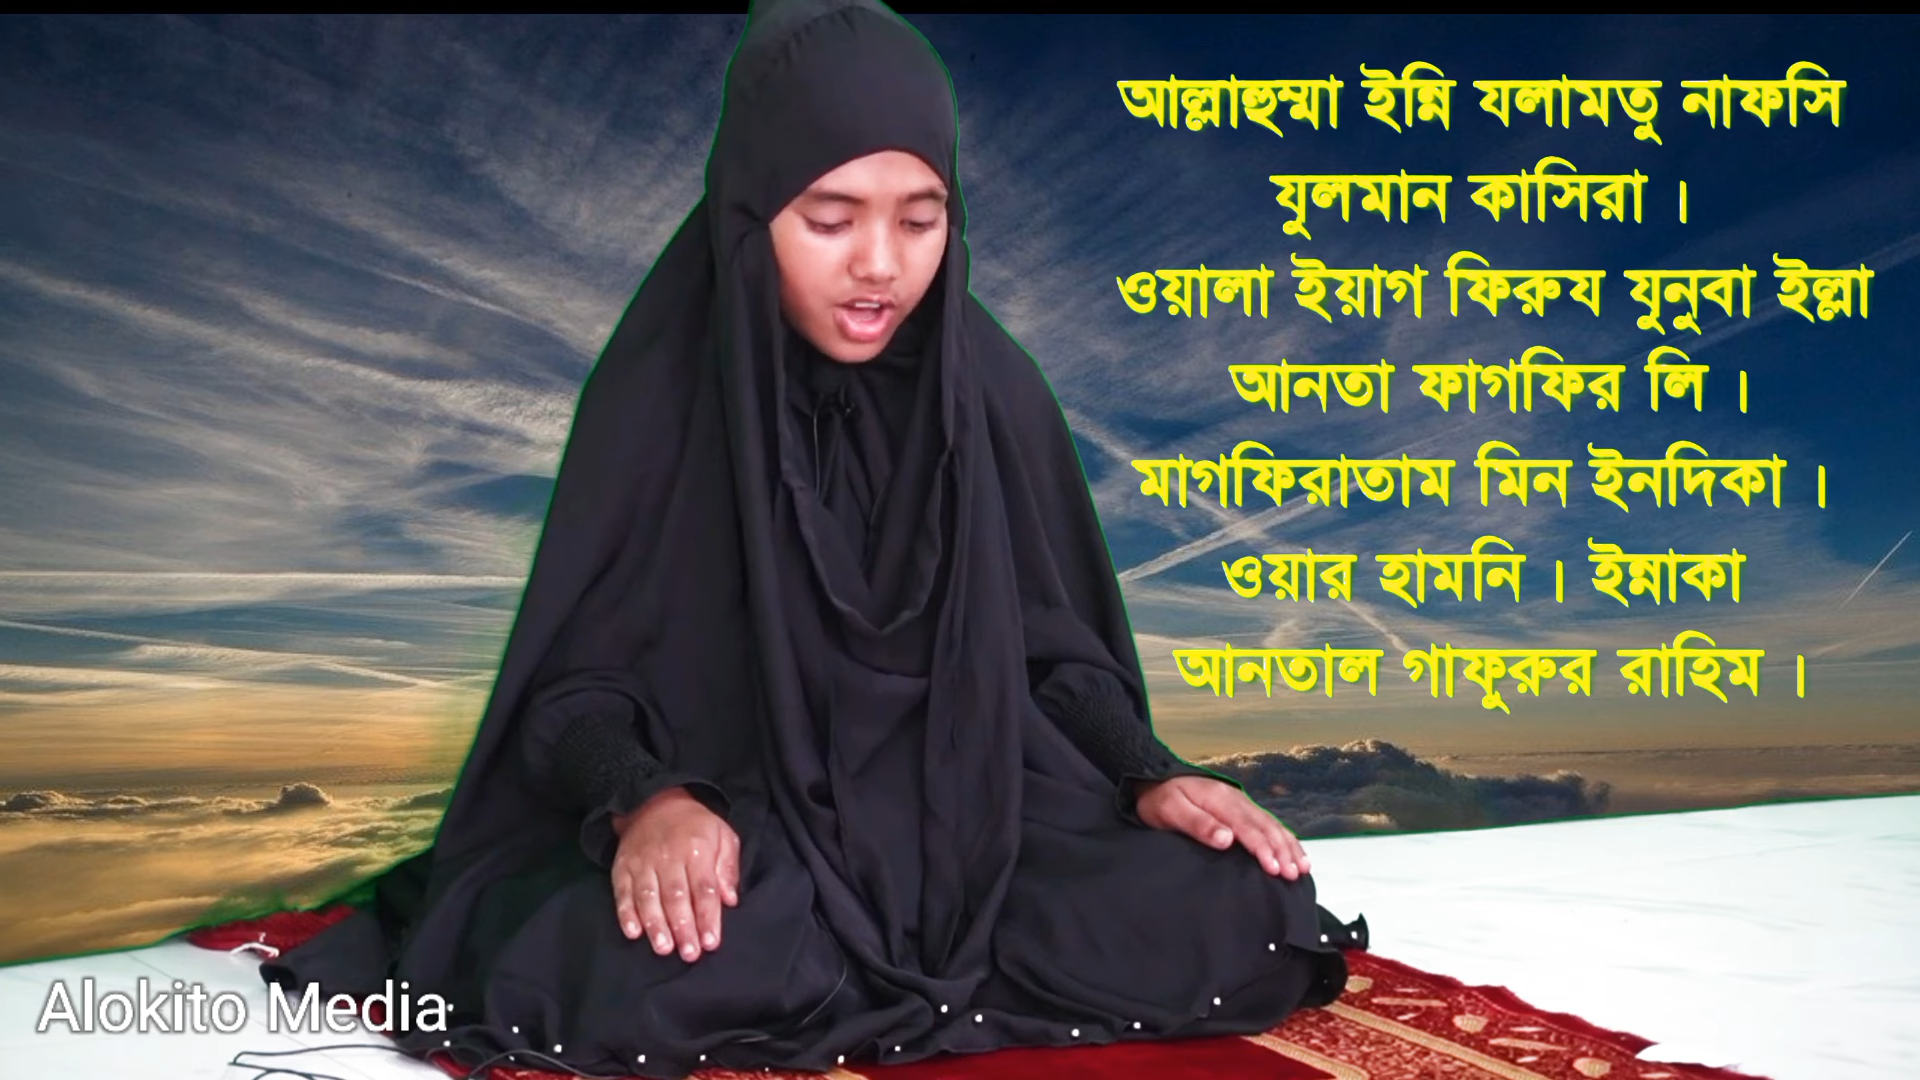 আল্লাহুম্মা ইন্নি যলামতু নাফসি
যুলমান কাসিরা ।
ওয়ালা ইয়াগ ফিরুয যুনুবা ইল্লা
আনতা ফাগফির লি ।
মাগফিরাতাম মিন ইনদিকা ।
ওয়ার হামনি । ইন্নাকা
আনতাল গাফুরুর রাহিম ।
Alokito Media